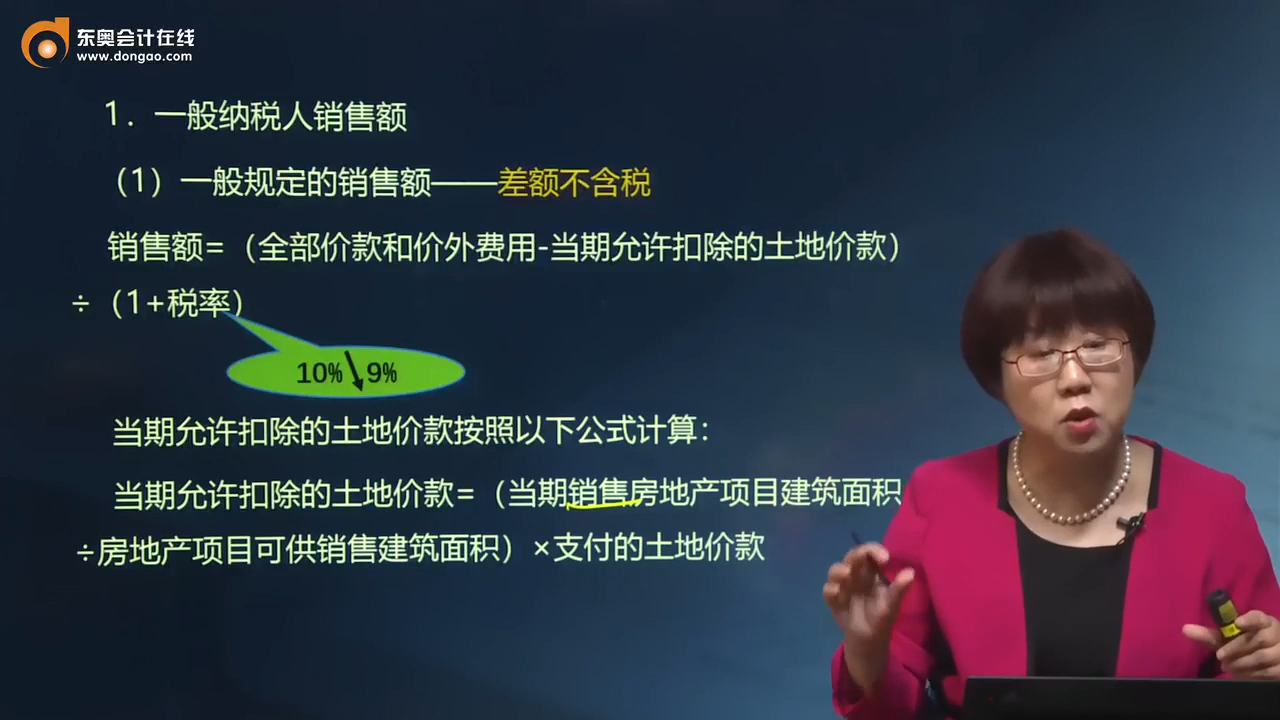 东奥会计在线
www.dongao.com
1. 一般纳税人销售额
（1）一般规定的销售额——差额不含税
销售额=（全部价款和价外费用-当期允许扣除的土地价款）
÷（1+税率）
10% 9%
当期允许扣除的土地价款按照以下公式计算：
当期允许扣除的土地价款=（当期销售房地产项目建筑面积
÷房地产项目可供销售建筑面积）×支付的土地价款